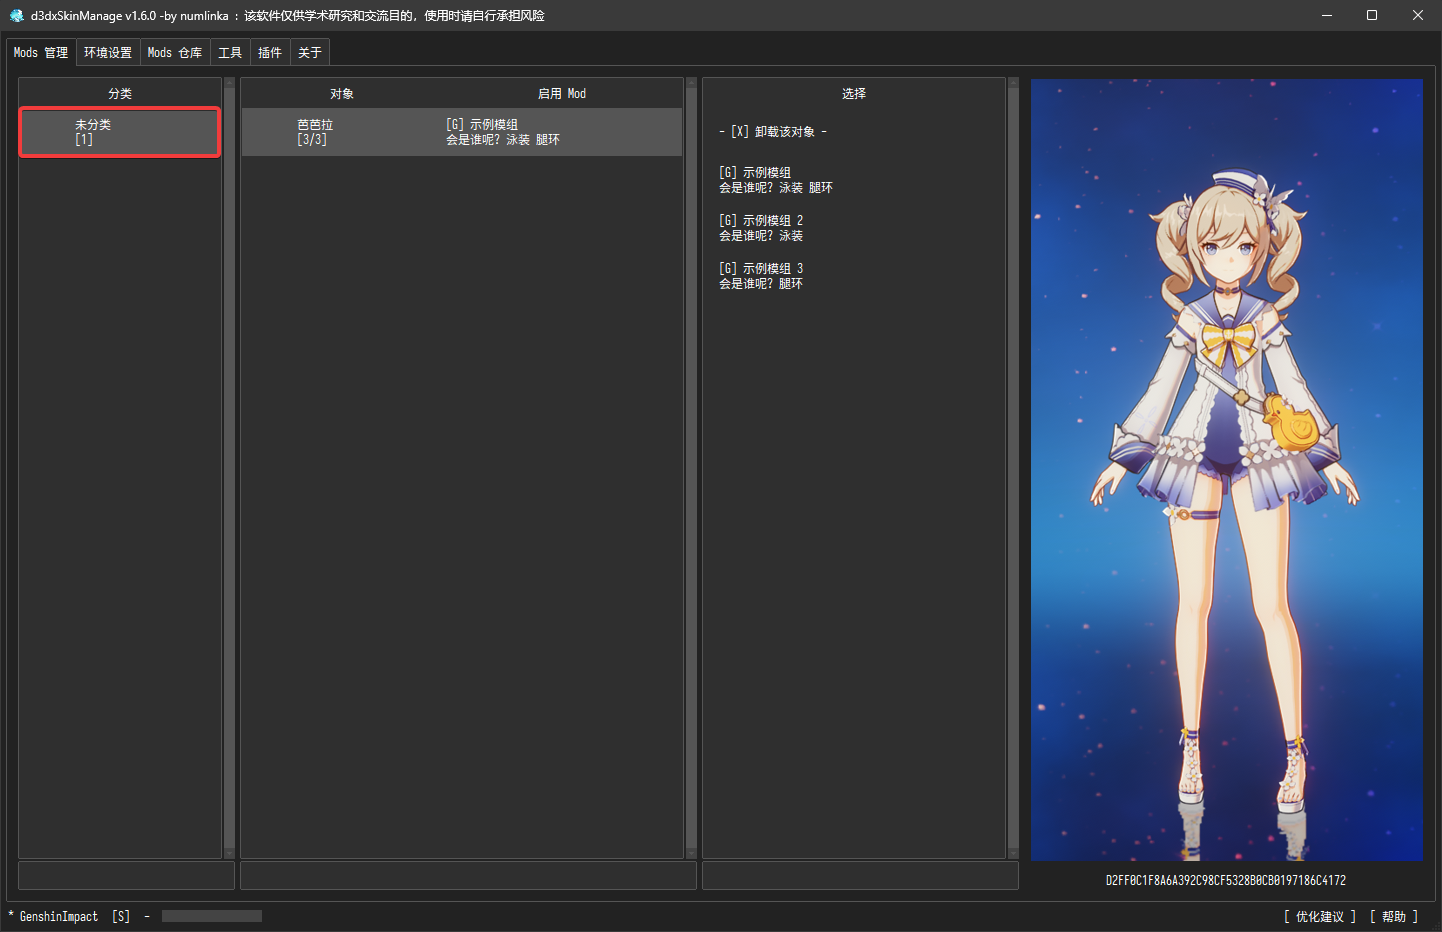 d3dxSkinManage v1.6.0 -by numlinka : 该软件仅供学术研究和交流目的，使用时请自行承担风险
Mods 管理
环境设置
Mods 仓库
工具
插件
关于
分类
未分类
[1]
对象
启用 Mod
芭芭拉
[3/3]
[G] 示例模组
会是谁呢? 泳装 腿环
选择
- [X] 卸载该对象 -
[G] 示例模组
会是谁呢? 泳装 腿环
[G] 示例模组 2
会是谁呢? 泳装
[G] 示例模组 3
会是谁呢? 腿环
D2FF0C1F8A6A392C98CF5328B0CB0197186C4172
* GenshinImpact [S] -
[ 优化建议 ]
[ 帮助 ]